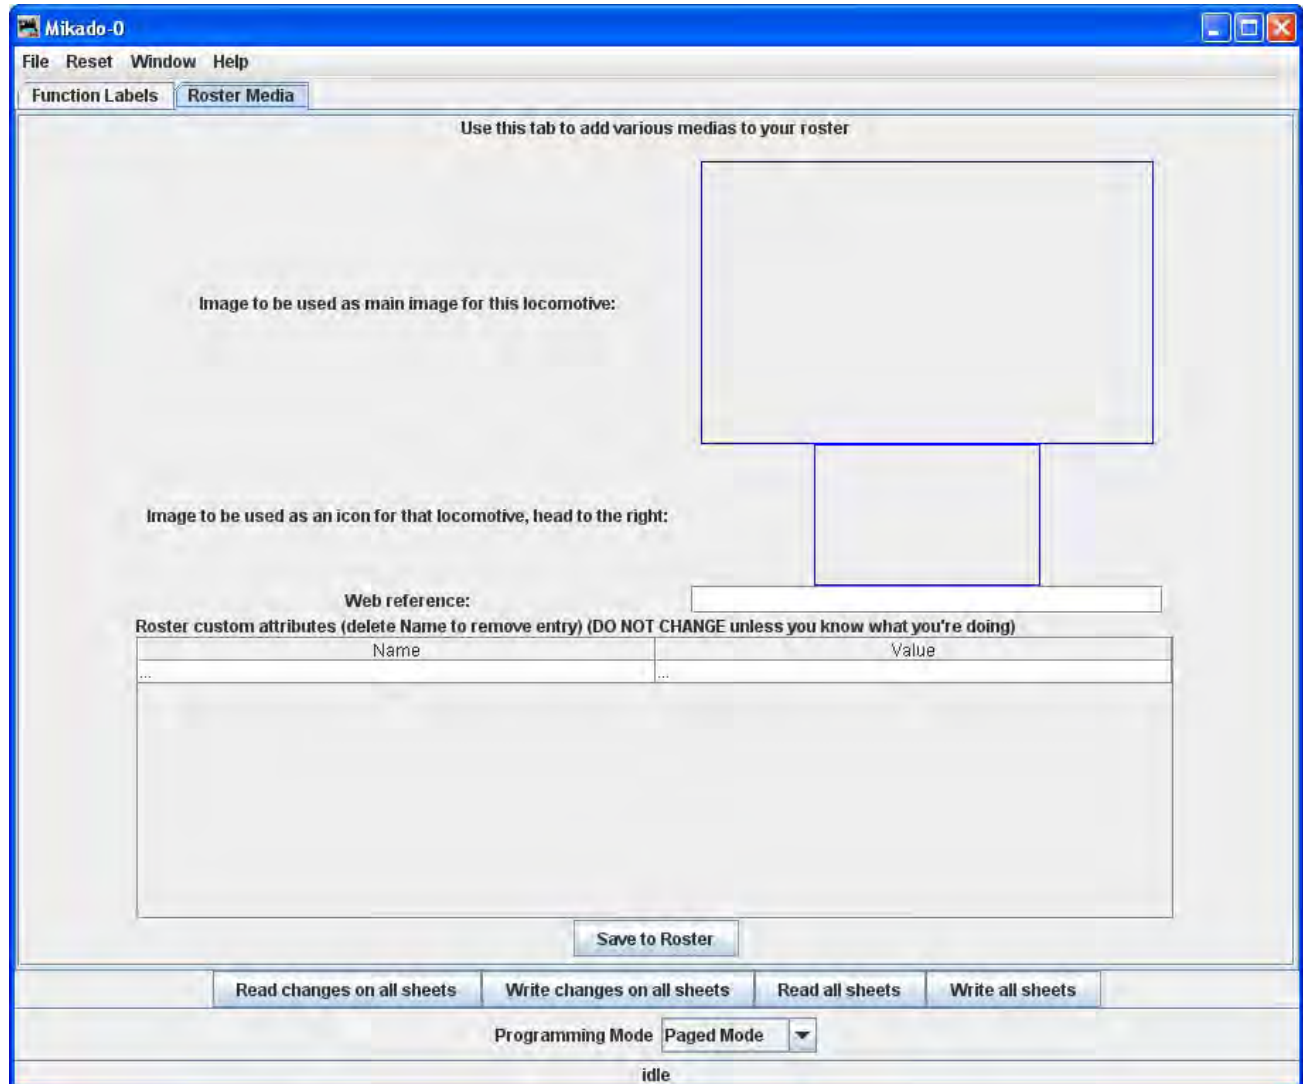 Mikado-0
File Reset Window Help
Function Labels Roster Media
Use this tab to add various medias to your roster
Image to be used as main image for this locomotive:
Image to be used as an icon for that locomotive, head to the right:
Web reference:
Roster custom attributes (delete Name to remove entry) (DO NOT CHANGE unless you know what you're doing)
Name Value
... ...
Save to Roster
Read changes on all sheets Write changes on all sheets Read all sheets Write all sheets
Programming Mode Paged Mode
idle